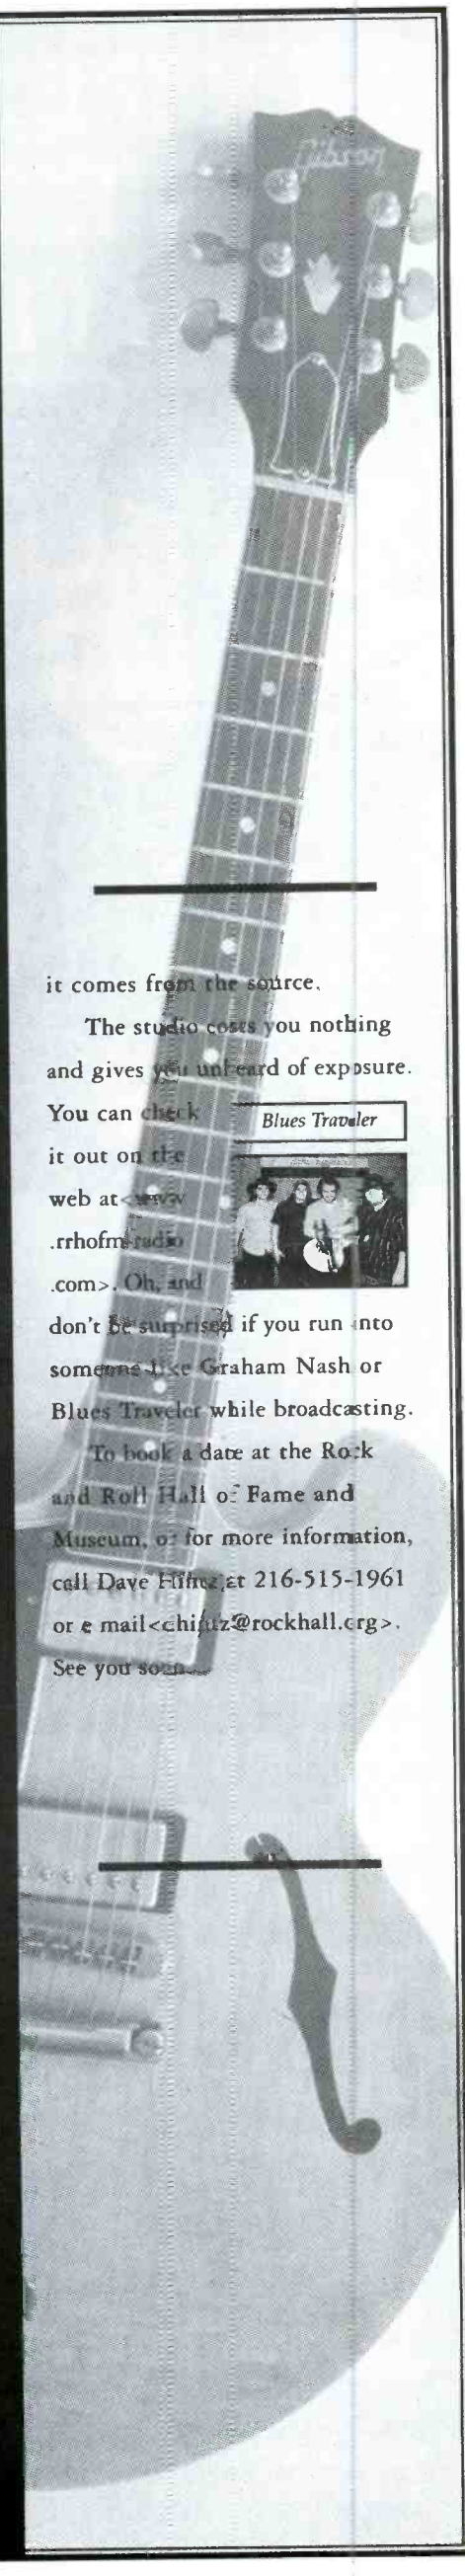 Gibson
it comes from the source.
The studio costs you nothing
and gives you unheard of exposure.
You can check
it out on the
web at<www
.rrhofm-radio
.com>. Oh, and
Blues Traveler
don't be surprised if you run into
someone like Graham Nash or
Blues Traveler while broadcasting.
To book a date at the Rock
and Roll Hall of Fame and
Museum, or for more information,
call Dave at 216-515-1961
or e mail
See you soon